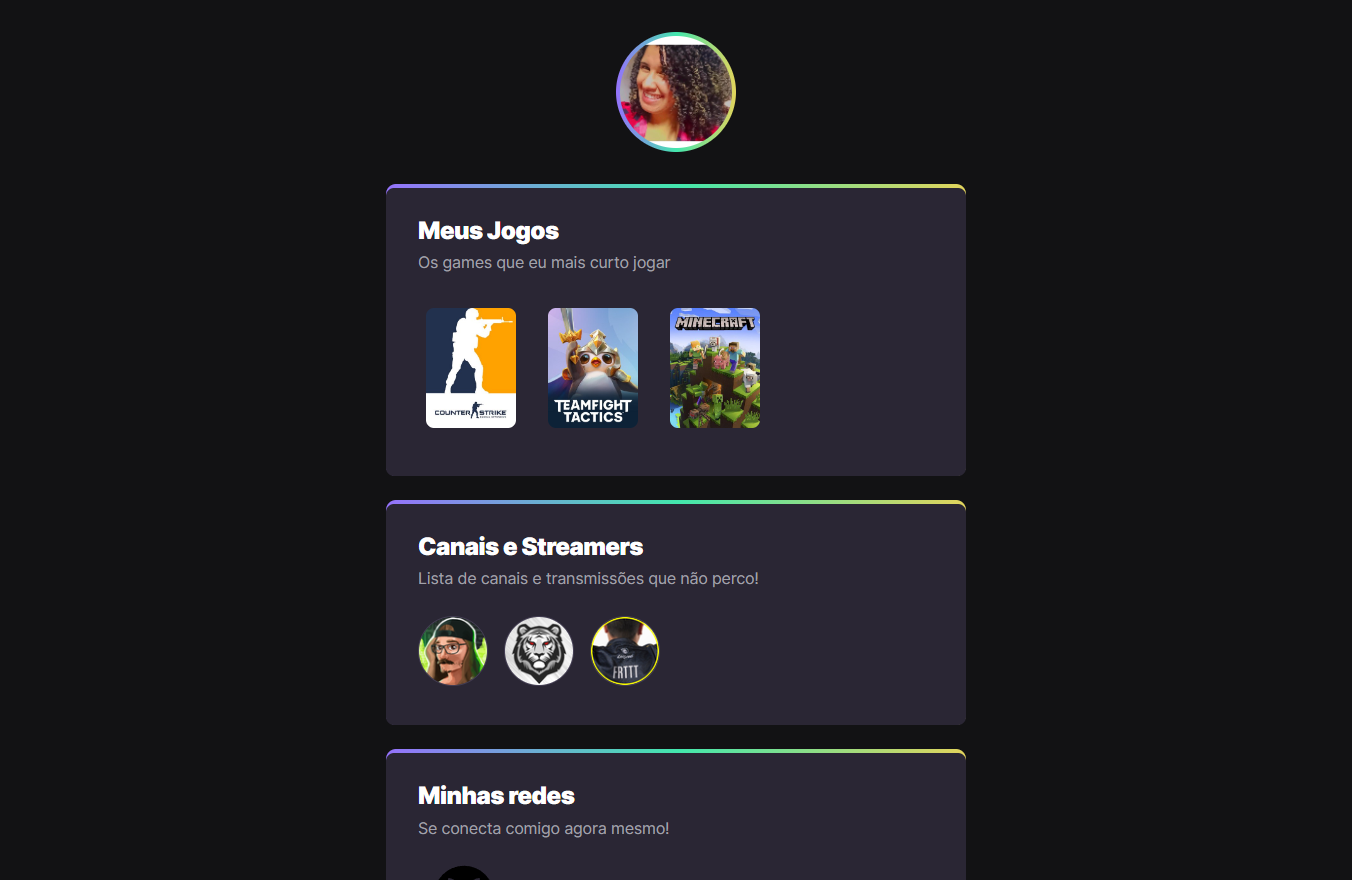 Meus Jogos
Os games que eu mais curto jogar
COUNTER STRIKE
TEAMFIGHT
TACTICS
MINECRAFT
Canais e Streamers
Lista de canais e transmissões que não perco!
FRTTT
Minhas redes
Se conecta comigo agora mesmo!